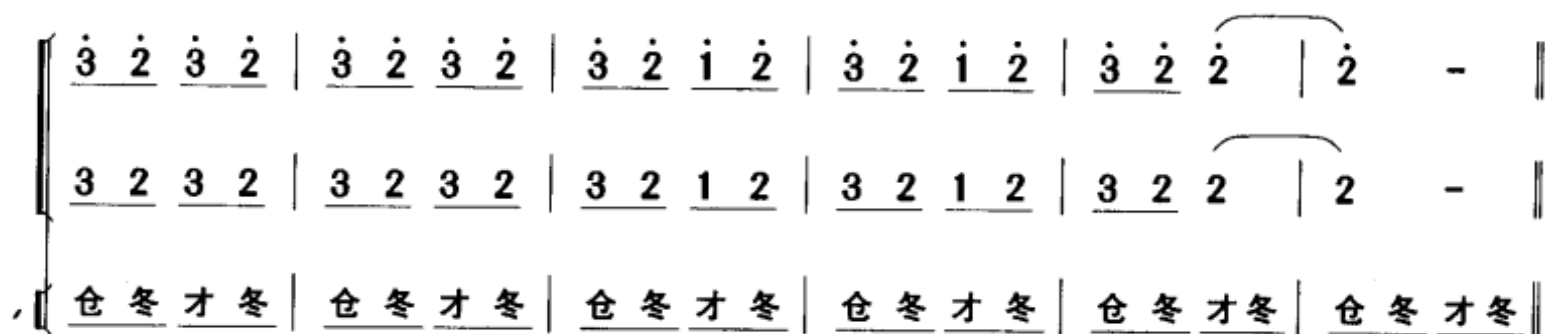 3̇ 2̇ 3̇ 2̇ | 3̇ 2̇ 3̇ 2̇ | 3̇ 2̇ 1̇ 2̇ | 3̇ 2̇ 1̇ 2̇ | 3̇ 2̇ 2̇ | 2̇ - ‖
3 2 3 2 | 3 2 3 2 | 3 2 1 2 | 3 2 1 2 | 3 2 2 | 2 - ‖
仓 冬 才 冬 | 仓 冬 才 冬 | 仓 冬 才 冬 | 仓 冬 才 冬 | 仓 冬 才 冬 | 仓 冬 才 冬 ‖